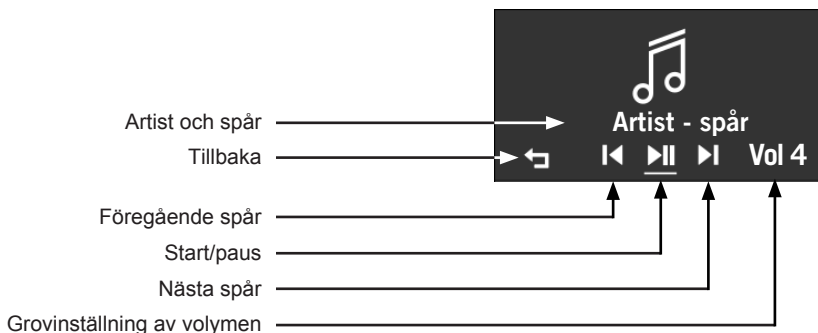 Artist och spår
Artist - spår
Tillbaka
Vol 4
Föregående spår
Start/paus
Nästa spår
Grovinställning av volymen